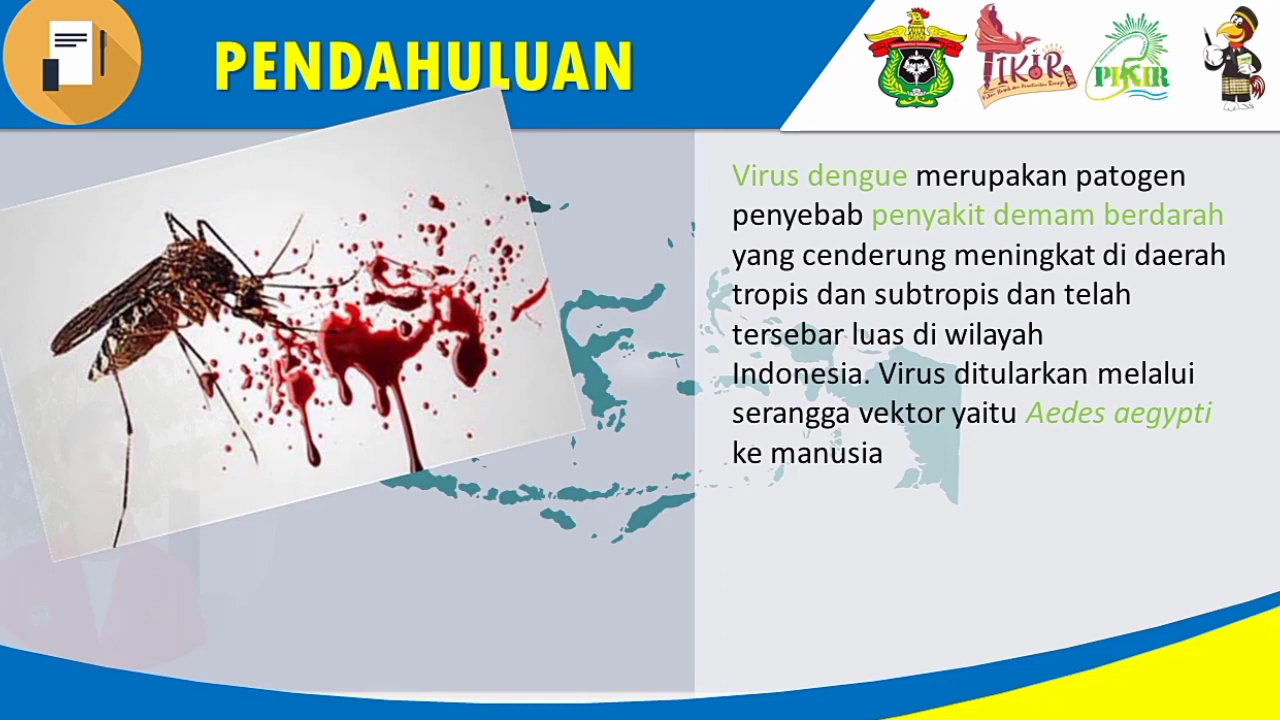 PENDAHULUAN
PIKIR
Virus dengue merupakan patogen
penyebab penyakit demam berdarah
yang cenderung meningkat di daerah
tropis dan subtropis dan telah
tersebar luas di wilayah
Indonesia. Virus ditularkan melalui
serangga vektor yaitu Aedes aegypti
ke manusia